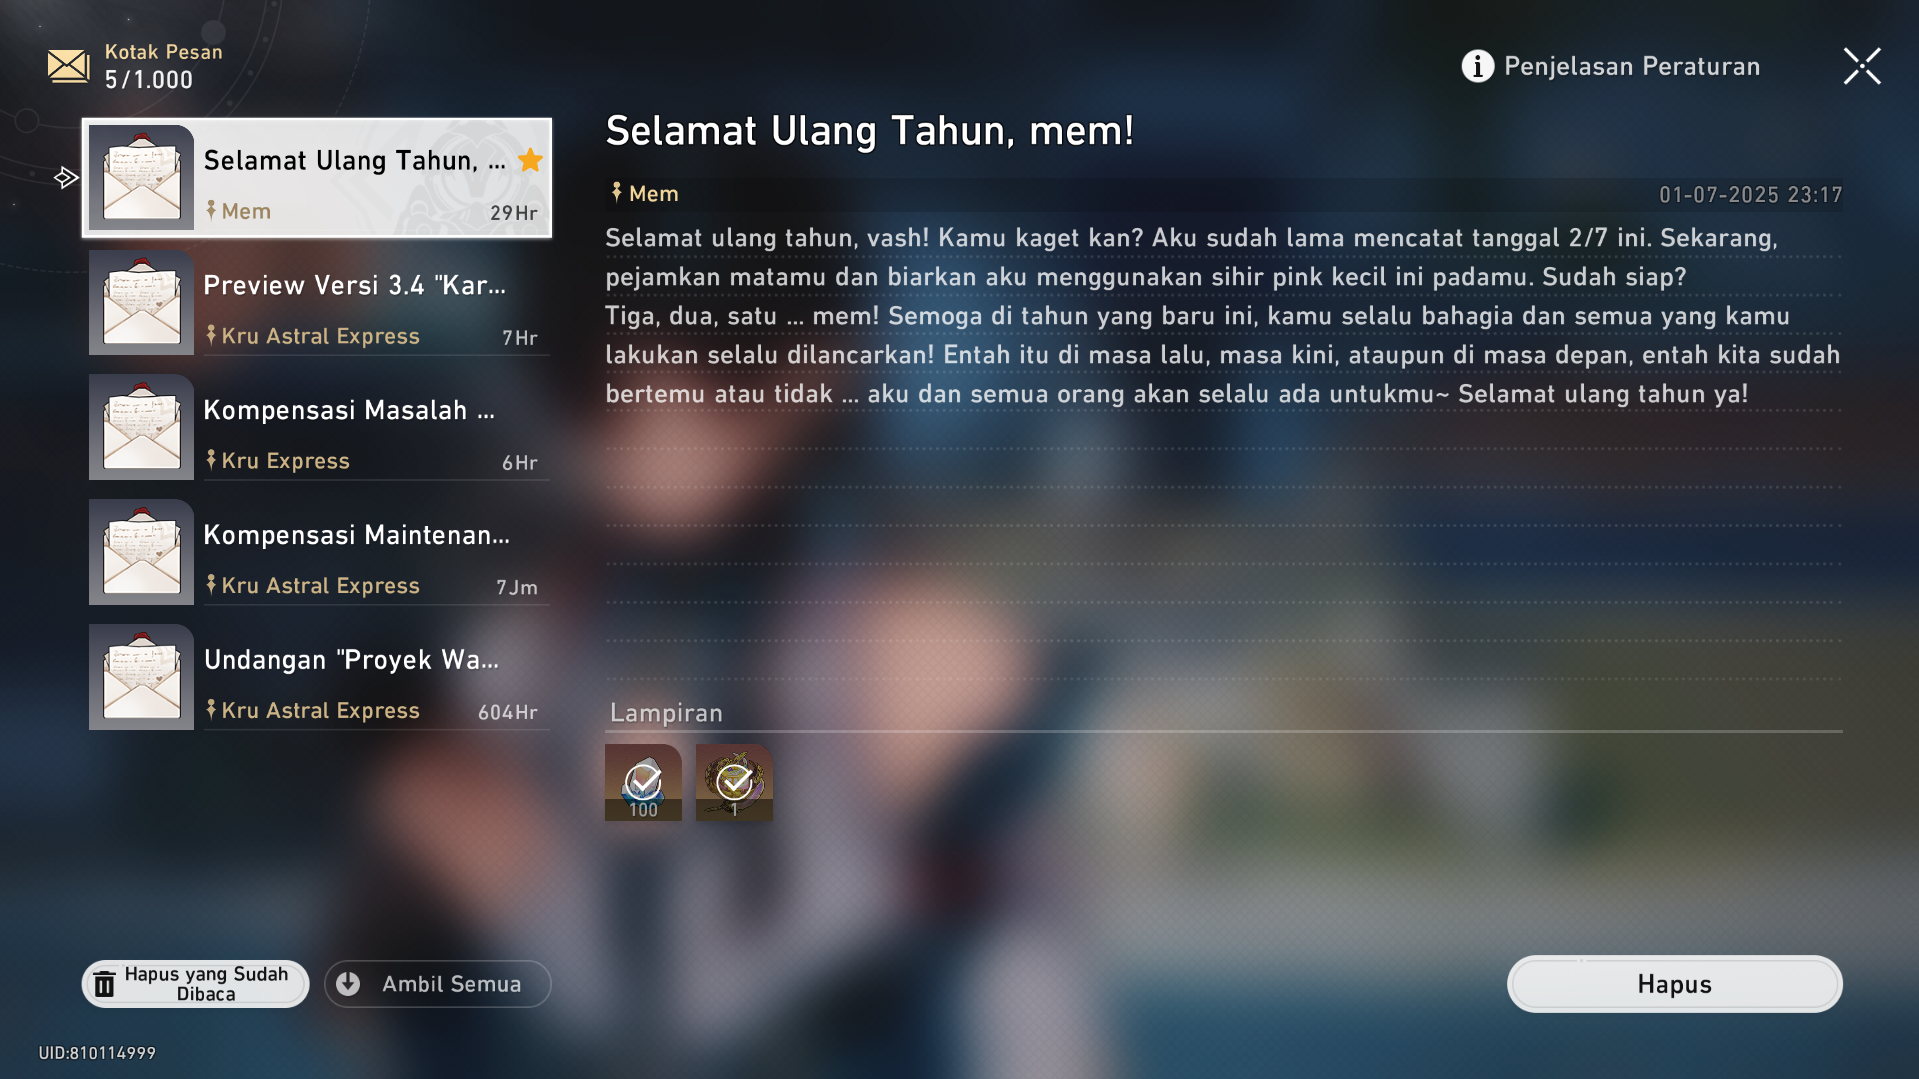 Kotak Pesan
5/1.000
Penjelasan Peraturan
Selamat Ulang Tahun, ...
Mem
29Hr
Preview Versi 3.4 "Kar...
Kru Astral Express
7Hr
Kompensasi Masalah ...
Kru Express
6Hr
Kompensasi Maintenan...
Kru Astral Express
7Jm
Undangan "Proyek Wa...
Kru Astral Express
604Hr
Selamat Ulang Tahun, mem!
Mem
01-07-2025 23:17
Selamat ulang tahun, vash! Kamu kaget kan? Aku sudah lama mencatat tanggal 2/7 ini. Sekarang,
pejamkan matamu dan biarkan aku menggunakan sihir pink kecil ini padamu. Sudah siap?
Tiga, dua, satu ... mem! Semoga di tahun yang baru ini, kamu selalu bahagia dan semua yang kamu
lakukan selalu dilancarkan! Entah itu di masa lalu, masa kini, ataupun di masa depan, entah kita sudah
bertemu atau tidak ... aku dan semua orang akan selalu ada untukmu~ Selamat ulang tahun ya!
Lampiran
100
1
Hapus yang Sudah
Dibaca
Ambil Semua
Hapus
UID:810114999